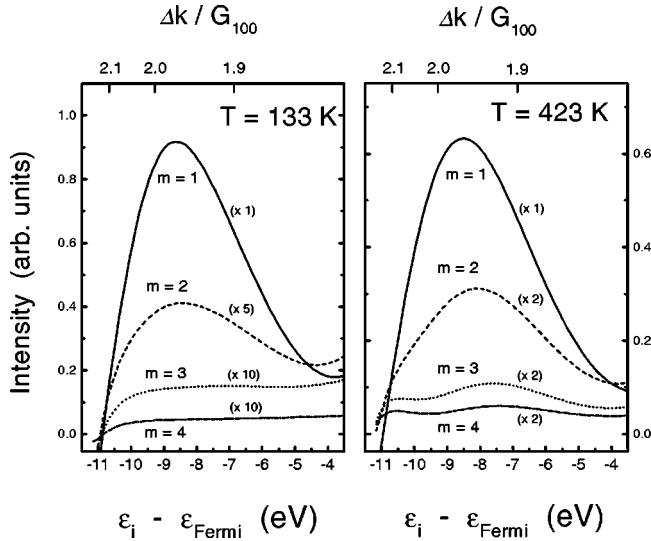 Δk / G100
Δk / G100
2.1 2.0 1.9
2.1 2.0 1.9
T = 133 K
T = 423 K
Intensity (arb. units)
1.0
0.8
0.6
0.4
0.2
0.0
0.6
0.4
0.2
0.0
m = 1
(x 1)
m = 2
(x 5)
m = 3
(x 10)
m = 4
(x 10)
m = 1
(x 1)
m = 2
(x 2)
m = 3
(x 2)
m = 4
(x 2)
-11 -10 -9 -8 -7 -6 -5 -4
-11 -10 -9 -8 -7 -6 -5 -4
εi - εFermi (eV)
εi - εFermi (eV)